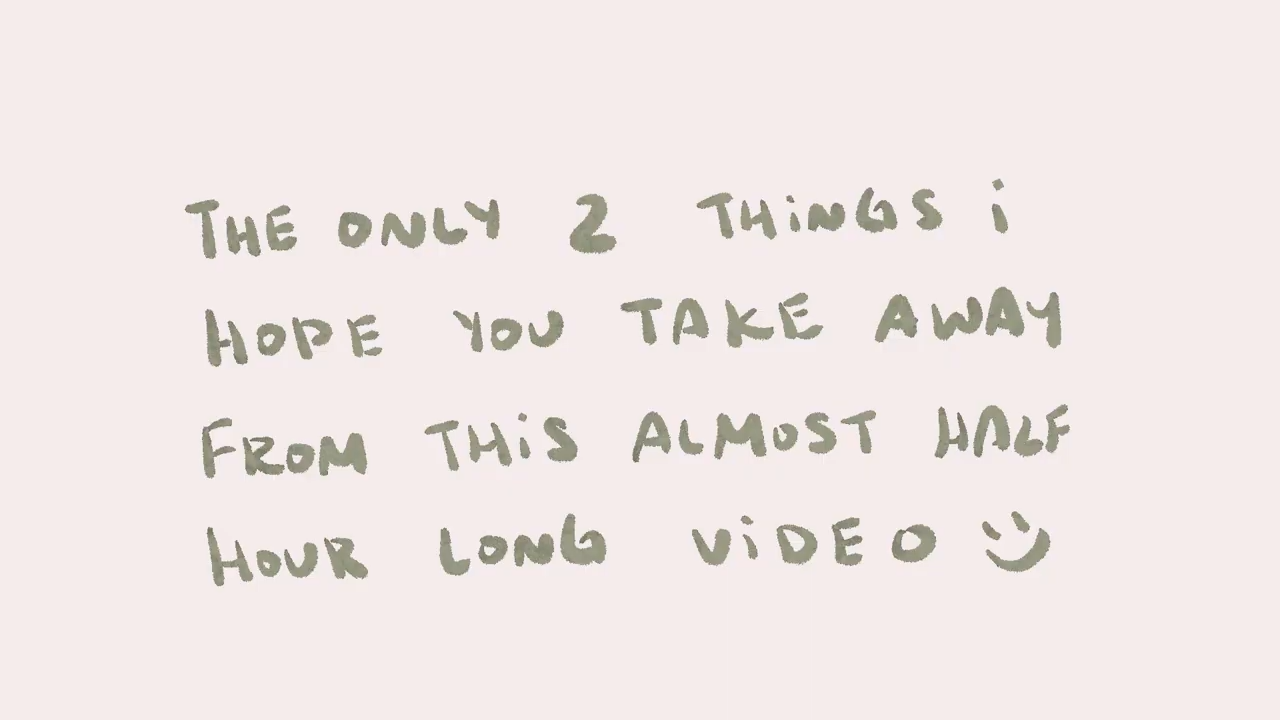 THE ONLY 2 THiNGS i
HOPE YOU TAKE AWAY
FROM THiS ALMOST HALF
HOUR LONG ViDEO